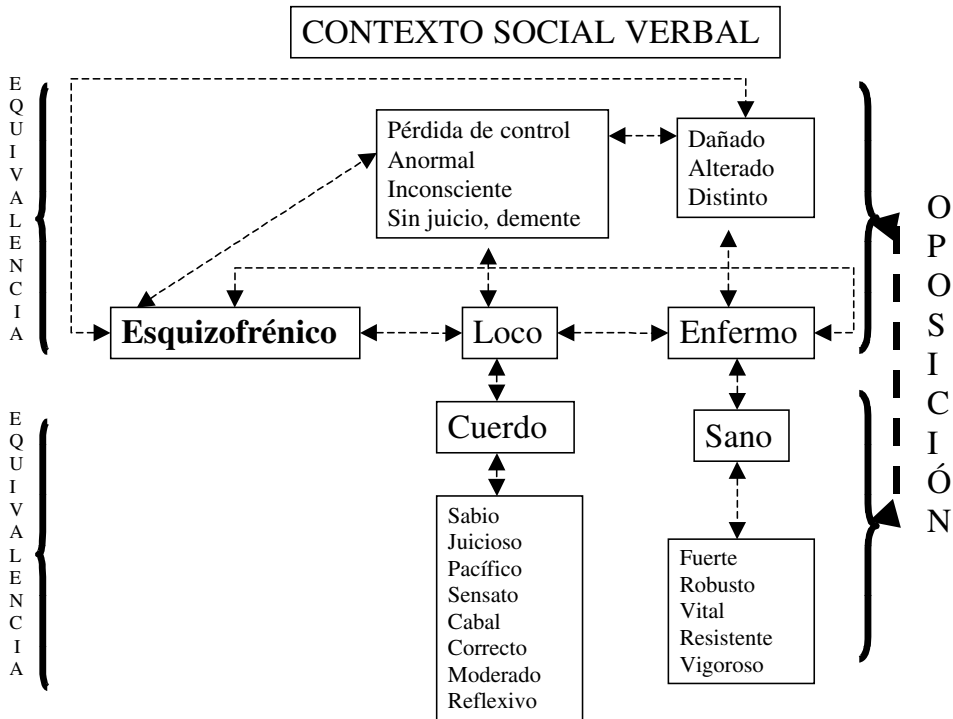 CONTEXTO SOCIAL VERBAL
EQUIVALENCIA
Pérdida de control
Anormal
Inconsciente
Sin juicio, demente
Dañado
Alterado
Distinto
OPOSICIÓN
Esquizofrénico
Loco
Enfermo
EQUIVALENCIA
Cuerdo
Sano
Sabio
Juicioso
Pacífico
Sensato
Cabal
Correcto
Moderado
Reflexivo
Fuerte
Robusto
Vital
Resistente
Vigoroso